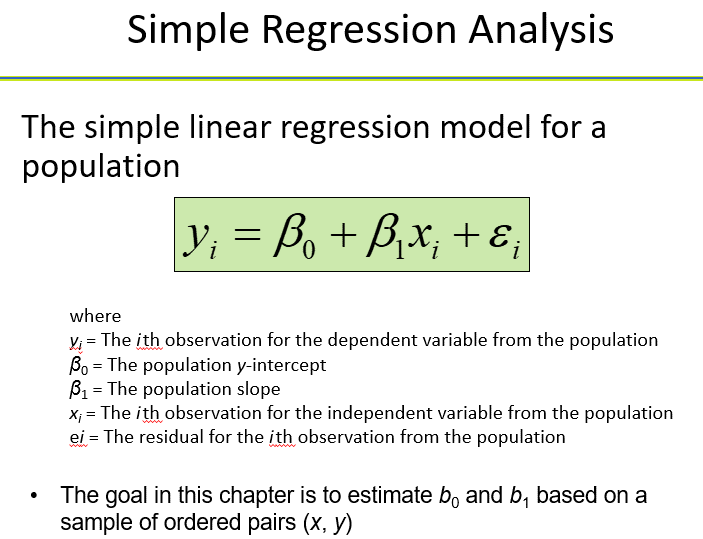 Simple Regression Analysis
The simple linear regression model for a
population
yᵢ = β₀ + β₁xᵢ + εᵢ
where
yᵢ = The ith observation for the dependent variable from the population
β₀ = The population y-intercept
β₁ = The population slope
xᵢ = The ith observation for the independent variable from the population
ei = The residual for the ith observation from the population
• The goal in this chapter is to estimate b₀ and b₁ based on a
sample of ordered pairs (x, y)